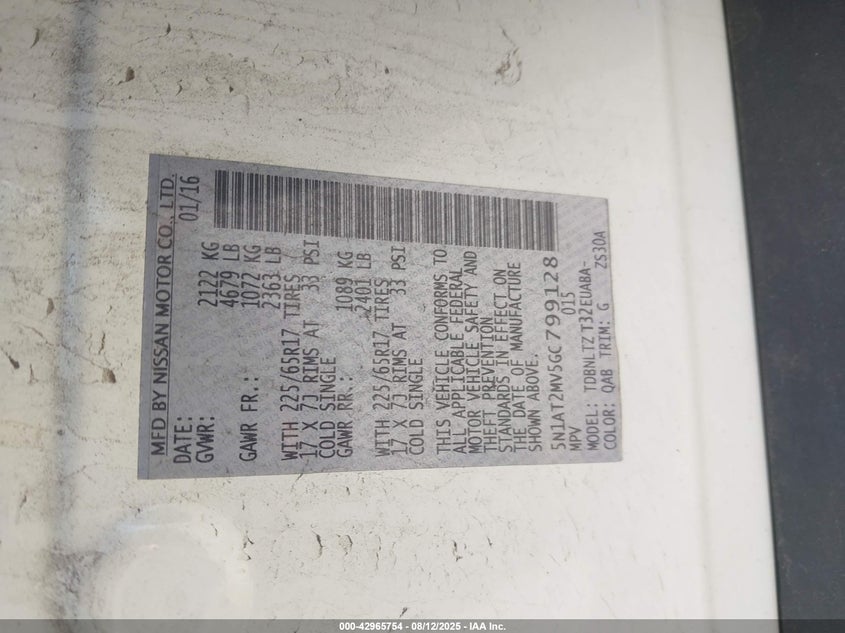 MFD BY NISSAN MOTOR CO., LTD.
DATE: 01/16
GVWR: 2122 KG
4679 LB
GAWR FR.: 1072 KG
2363 LB
WITH 225/65R17 TIRES
17 X 7J RIMS AT 33 PSI
COLD SINGLE
GAWR RR.: 1089 KG
2401 LB
WITH 225/65R17 TIRES
17 X 7J RIMS AT 33 PSI
COLD SINGLE
THIS VEHICLE CONFORMS TO
ALL APPLICABLE FEDERAL
MOTOR VEHICLE SAFETY AND
THEFT PREVENTION
STANDARDS IN EFFECT ON
THE DATE OF MANUFACTURE
SHOWN ABOVE.
5N1AT2MV5GC799128
MPV 015
MODEL: TDBNLTZ T32EUABA-
COLOR: QAB TRIM: G ZS30A
000-42965754 - 08/12/2025 - IAA Inc.